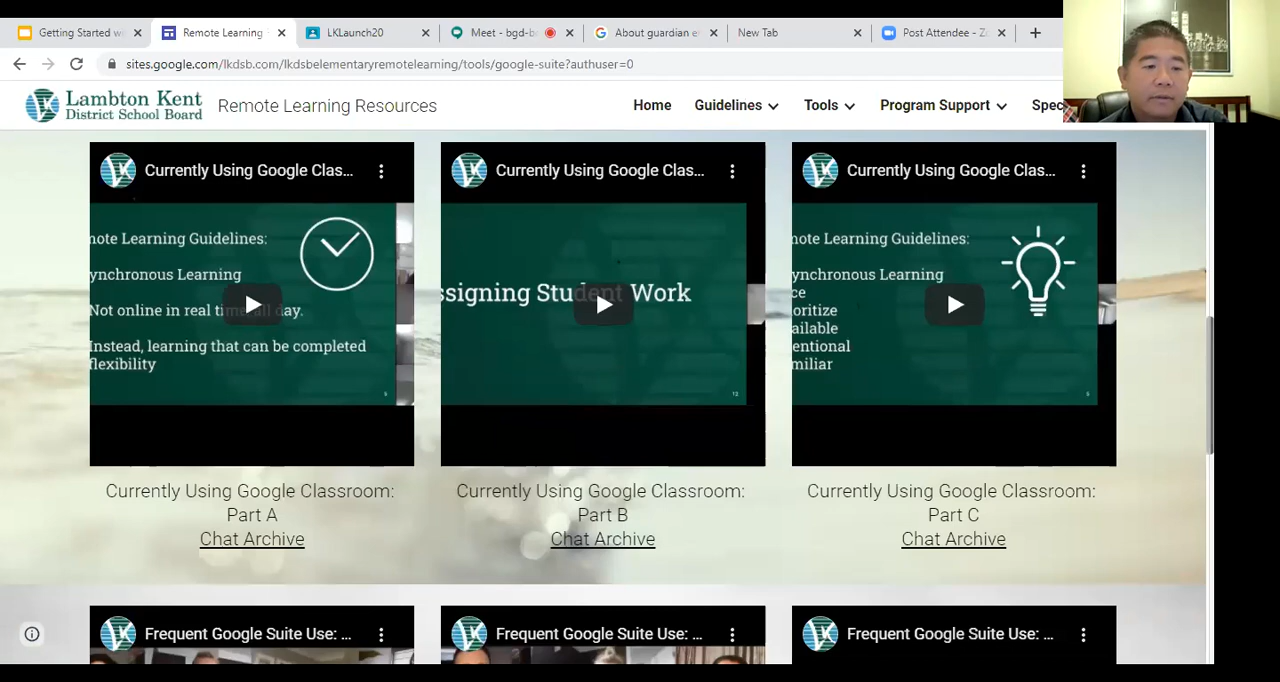 Getting Started w
Remote Learning
LKLaunch20
Meet - bgd-b
About guardian e
New Tab
Post Attendee - Z
sites.google.com/lkdsb.com/lkdsbelementaryremotelearning/tools/google-suite?authuser=0
Lambton Kent
District School Board
Remote Learning Resources
Home
Guidelines
Tools
Program Support
Spec
Currently Using Google Clas...
note Learning Guidelines:
ynchronous Learning
Not online in real time all day.
Instead, learning that can be completed
flexibility
5
Currently Using Google Classroom:
Part A
Chat Archive
Currently Using Google Clas...
ssigning Student Work
12
Currently Using Google Classroom:
Part B
Chat Archive
Currently Using Google Clas...
note Learning Guidelines:
ynchronous Learning
ce
oritize
ailable
entional
miliar
Currently Using Google Classroom:
Part C
Chat Archive
Frequent Google Suite Use: ...
Frequent Google Suite Use: ...
Frequent Google Suite Use: ...